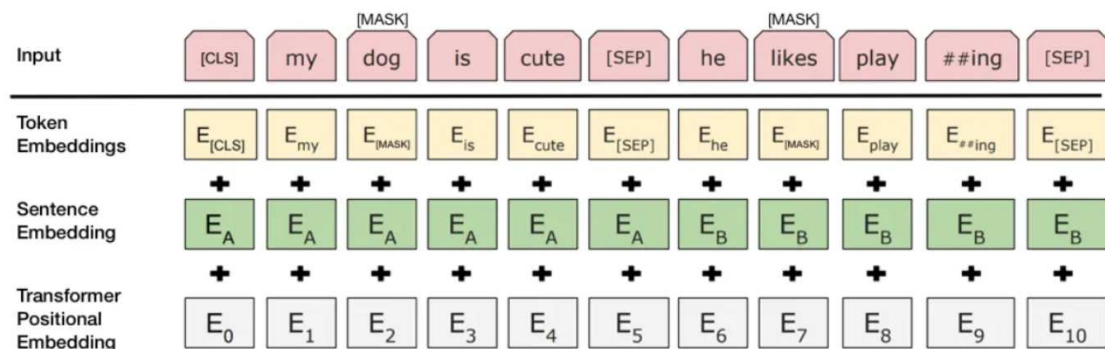 [MASK] [MASK]
Input [CLS] my dog is cute [SEP] he likes play ##ing [SEP]
Token
Embeddings
E[CLS] Emy E[MASK] Eis Ecute E[SEP] Ehe E[MASK] Eplay E##ing E[SEP]
+ + + + + + + + + + +
Sentence
Embedding
EA EA EA EA EA EA EB EB EB EB EB
+ + + + + + + + + + +
Transformer
Positional
Embedding
E0 E1 E2 E3 E4 E5 E6 E7 E8 E9 E10